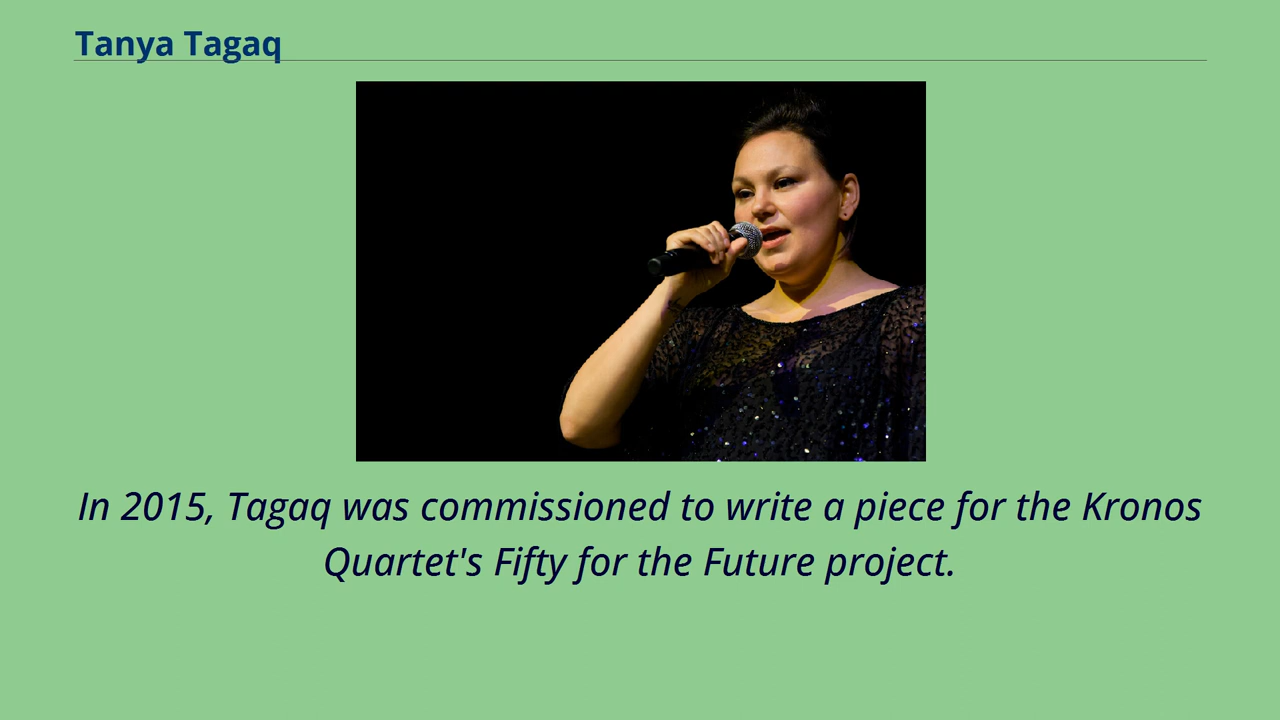 Tanya Tagaq
In 2015, Tagaq was commissioned to write a piece for the Kronos
Quartet's Fifty for the Future project.